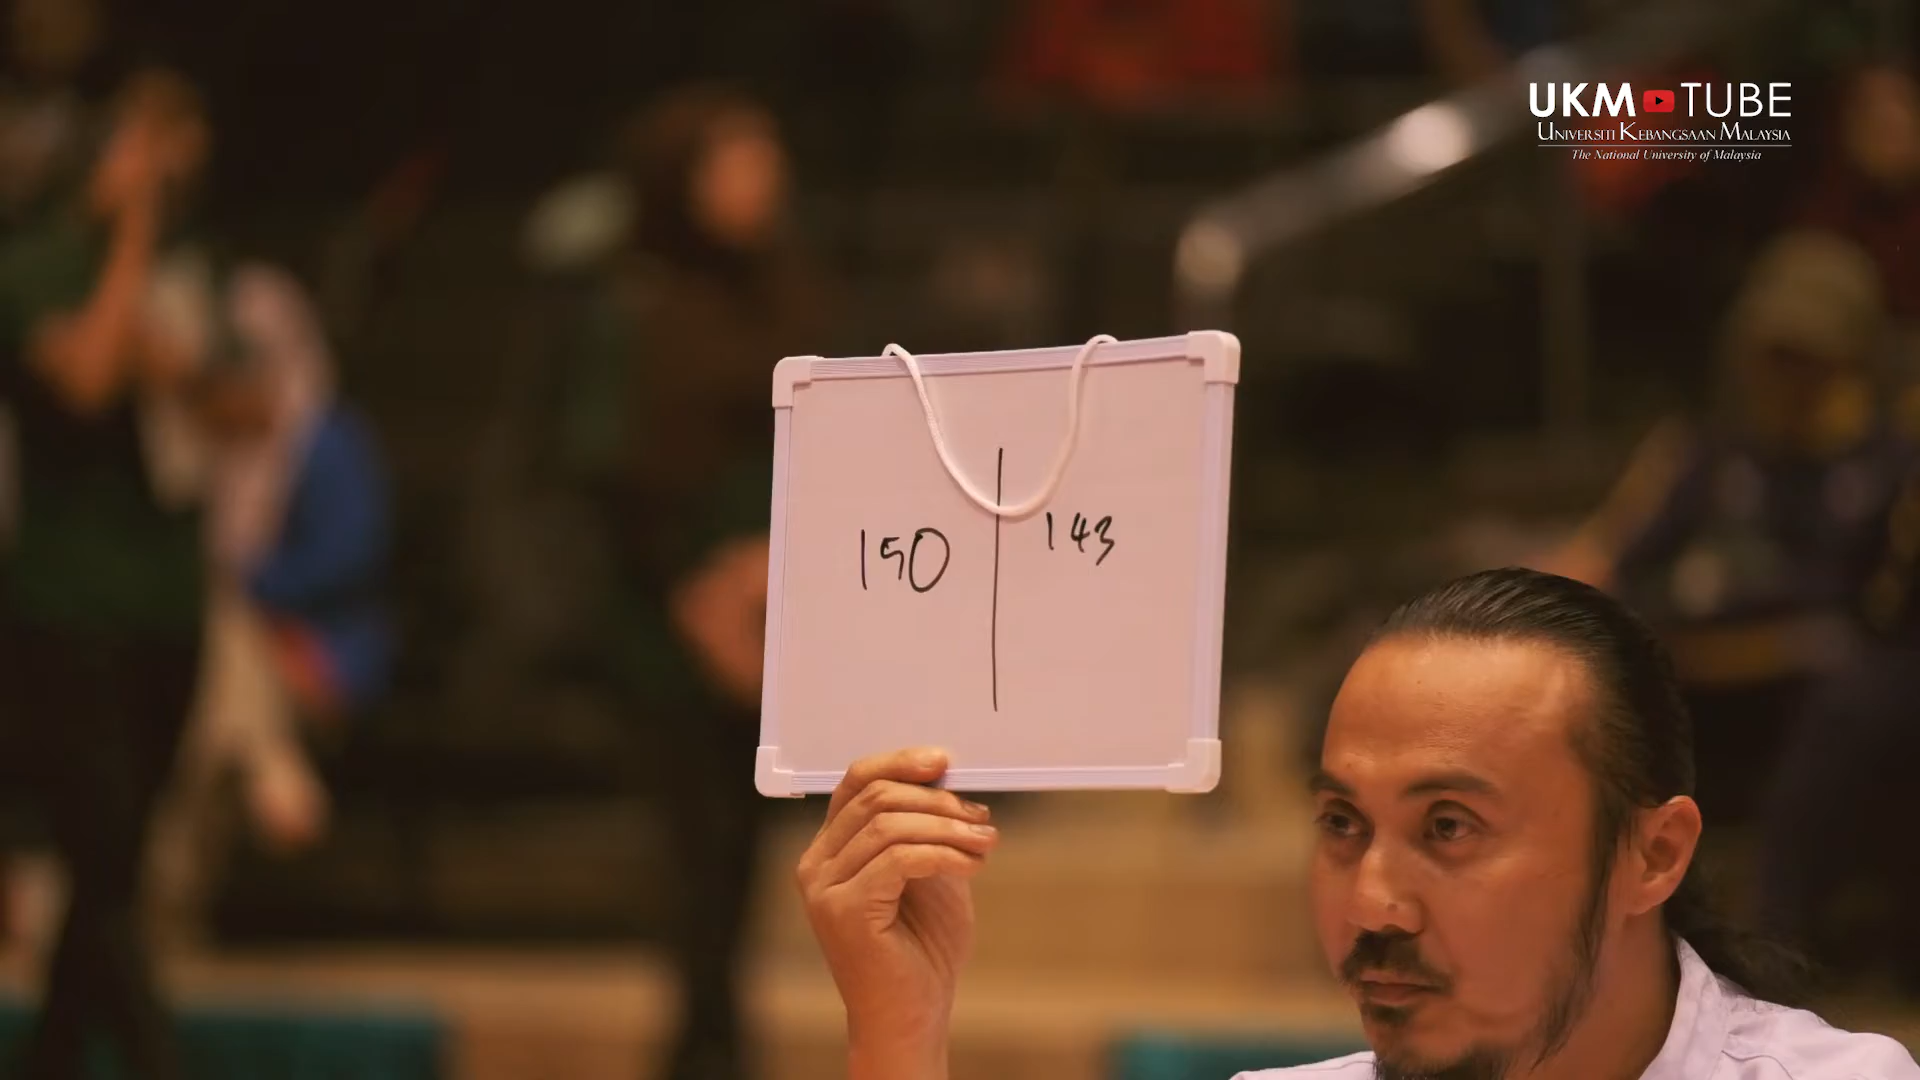 UKM TUBE
UNIVERSITI KEBANGSAAN MALAYSIA
The National University of Malaysia
150 143